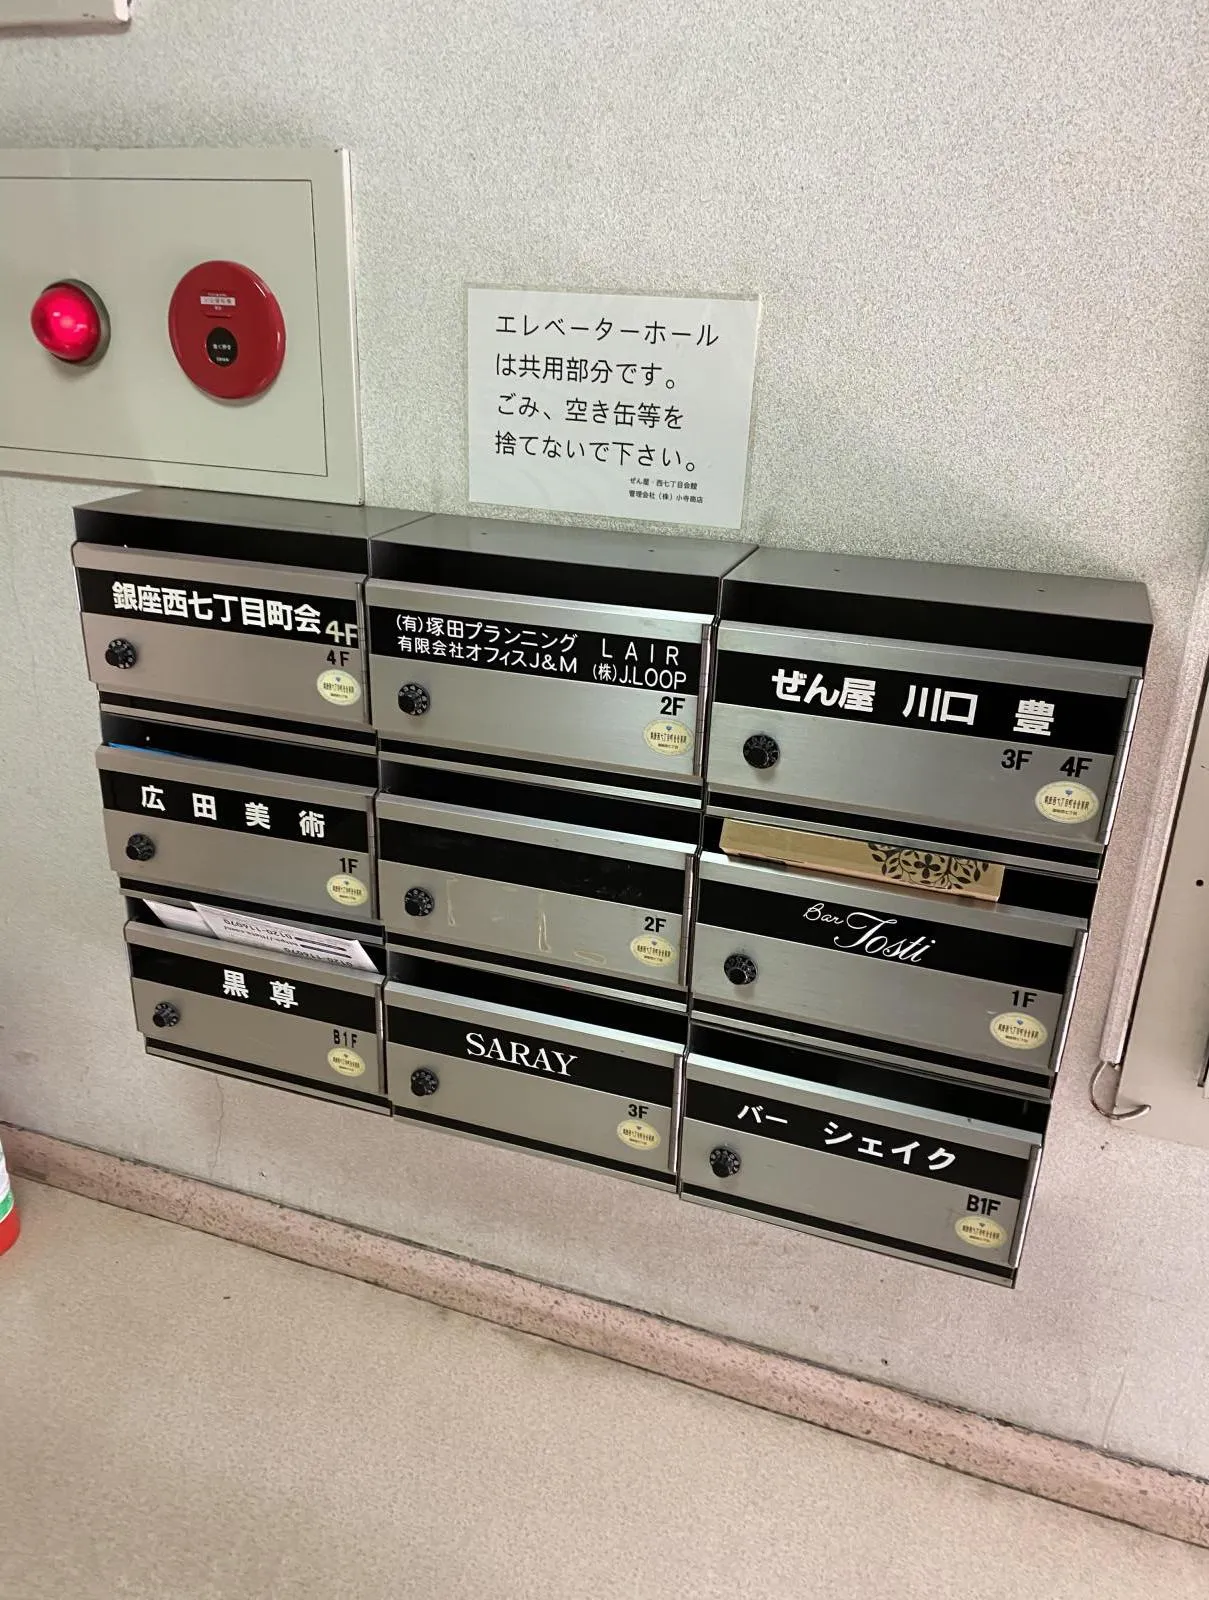 エレベーターホール
は共用部分です。
ごみ、空き缶等を
捨てないで下さい。
ぜん屋・西七丁目会館
管理会社(株)小寺商店
銀座西七丁目町会 4F
4F
(有)塚田プランニング LAIR
有限会社オフィスJ&M (株)J.LOOP
2F
ぜん屋 川口 豊
3F 4F
広田美術
1F
2F
Bar Tosti
1F
黒尊
B1F
SARAY
3F
バー シェイク
B1F